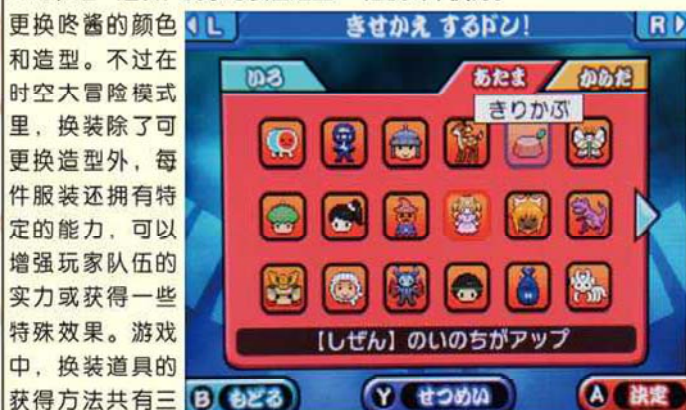 更换咚酱的颜色
和造型。不过在
时空大冒险模式
里，换装除了可
更换造型外，每
件服装还拥有特
定的能力，可以
增强玩家队伍的
实力或获得一些
特殊效果。游戏
中，换装道具的
获得方法共有三
L
きせかえ するドン!
R
いろ
あたま
からだ
きりかぶ
【しぜん】のいのちがアップ
B もどる
Y せつめい
A 決定